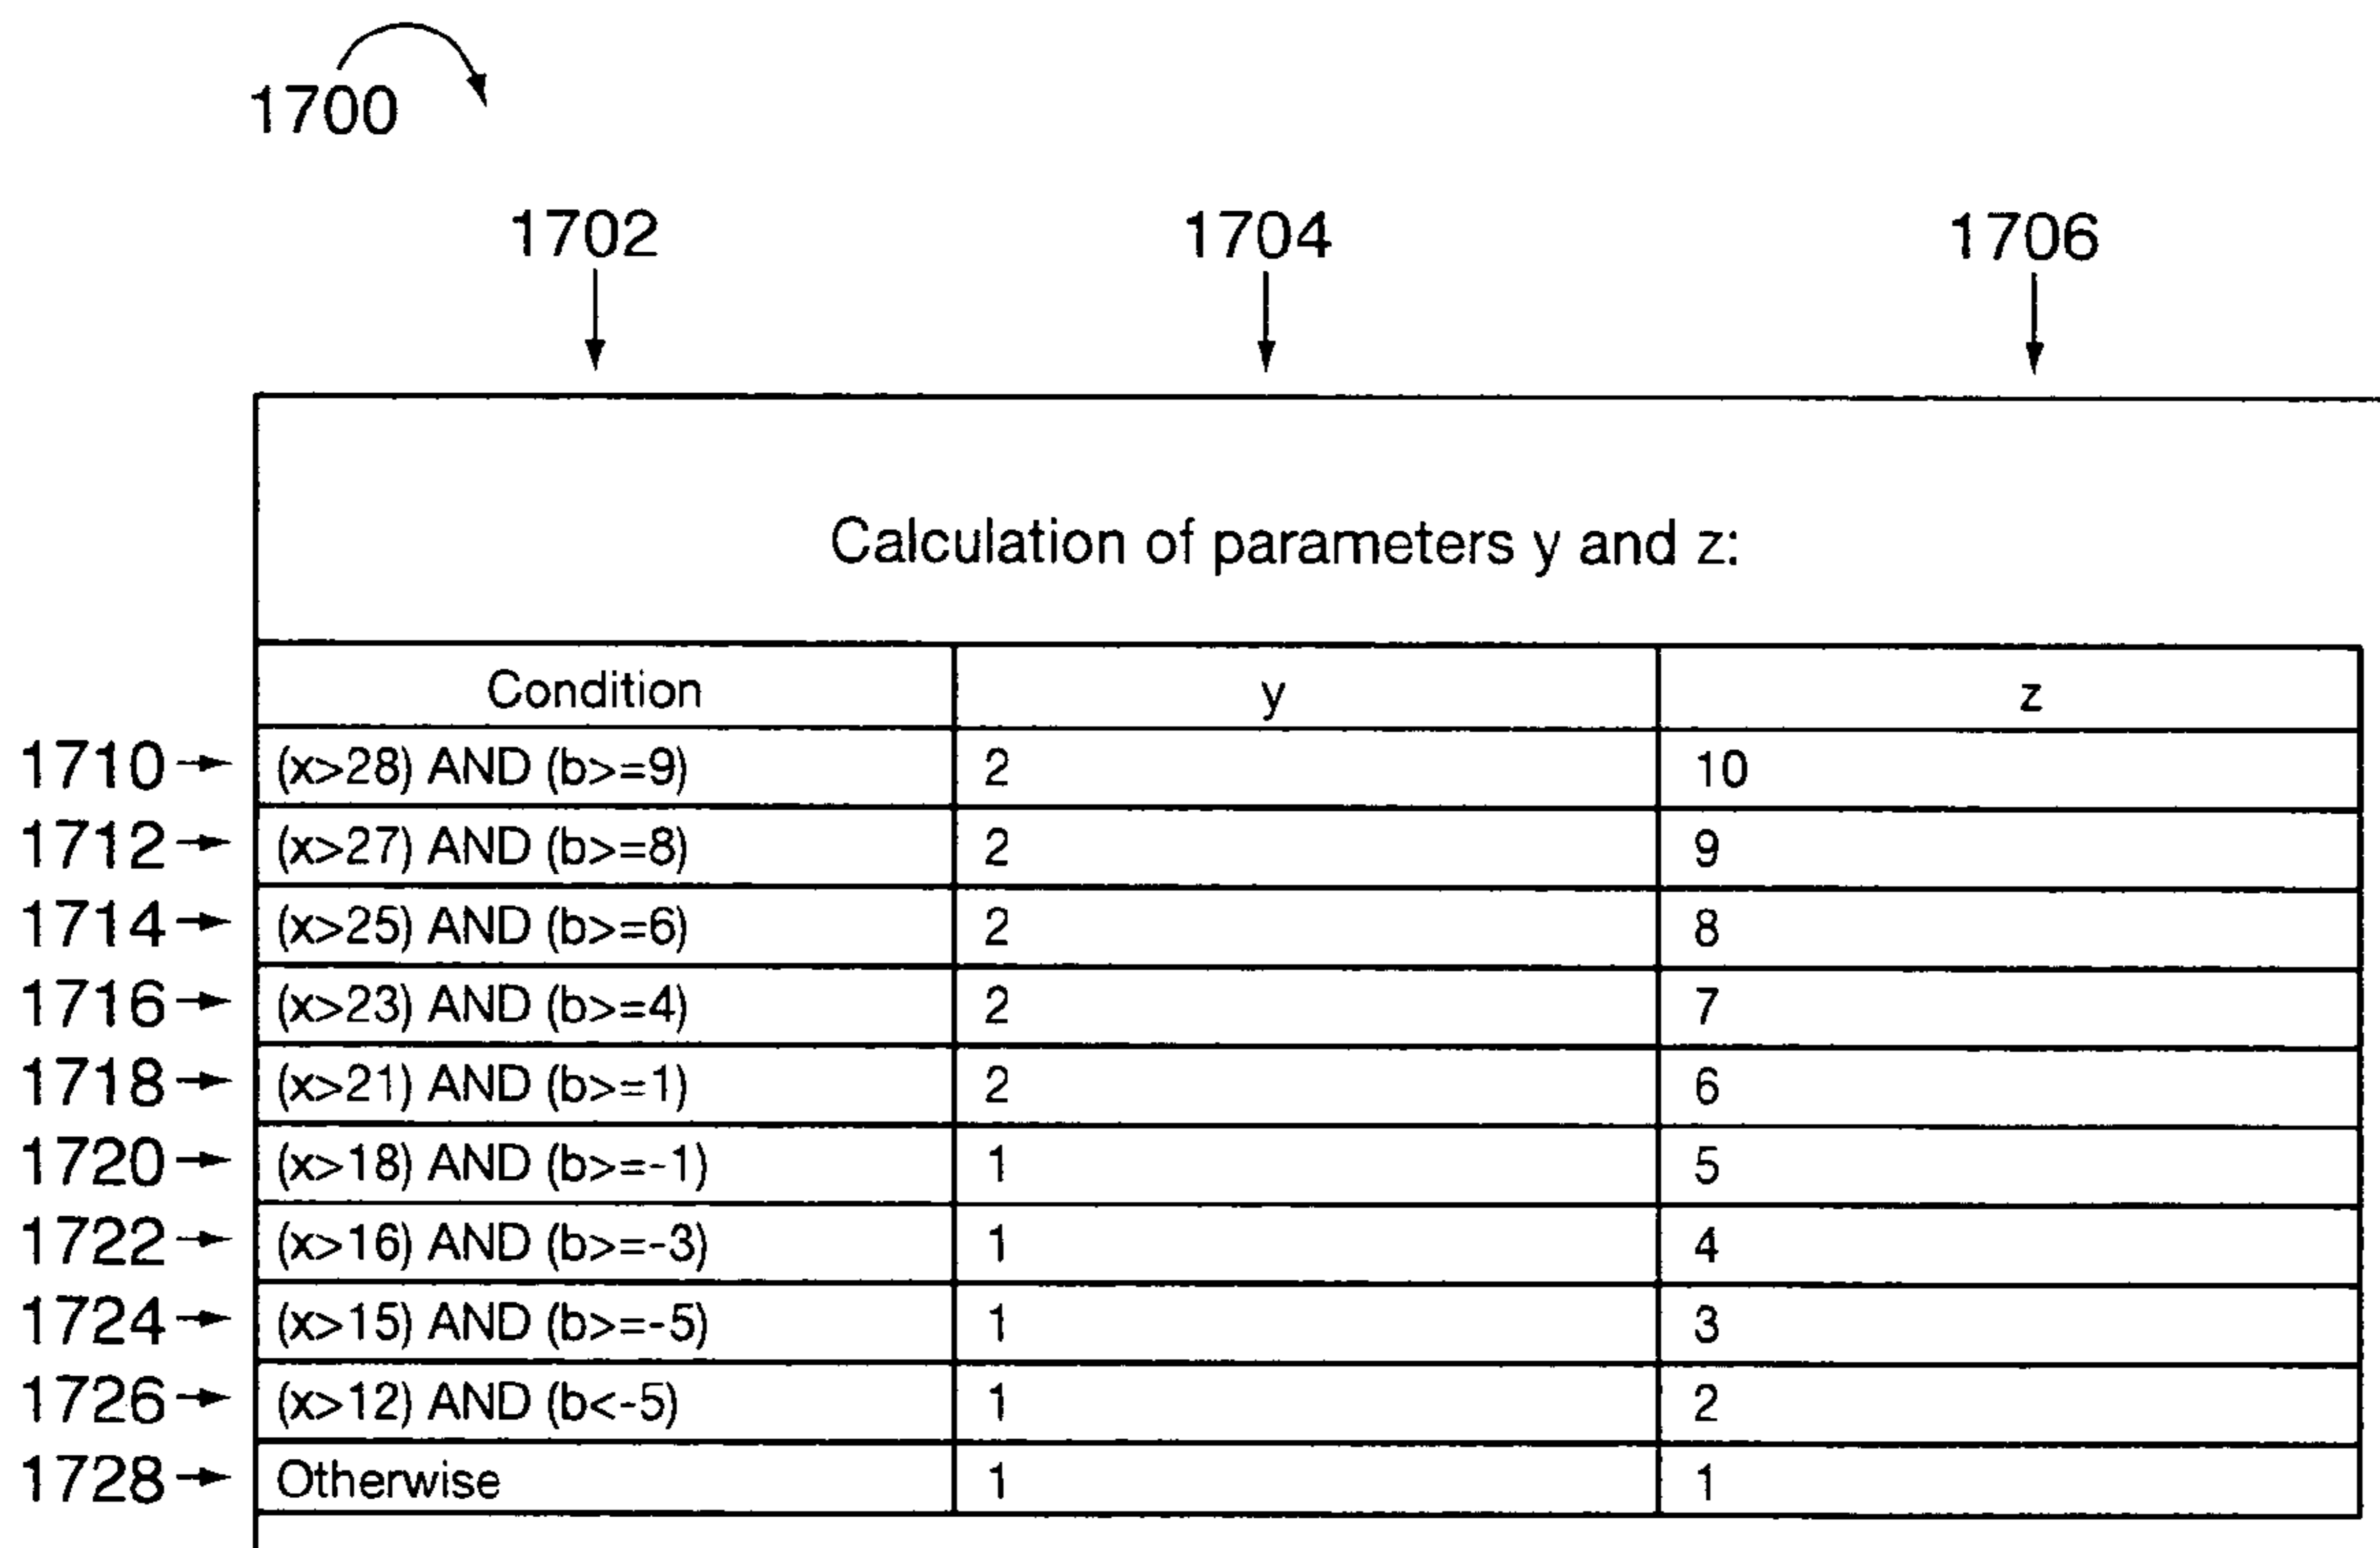 1700
1702 1704 1706
Calculation of parameters y and z:
Condition y z
1710 (x>28) AND (b>=9) 2 10
1712 (x>27) AND (b>=8) 2 9
1714 (x>25) AND (b>=6) 2 8
1716 (x>23) AND (b>=4) 2 7
1718 (x>21) AND (b>=1) 2 6
1720 (x>18) AND (b>=-1) 1 5
1722 (x>16) AND (b>=-3) 1 4
1724 (x>15) AND (b>=-5) 1 3
1726 (x>12) AND (b<-5) 1 2
1728 Otherwise 1 1